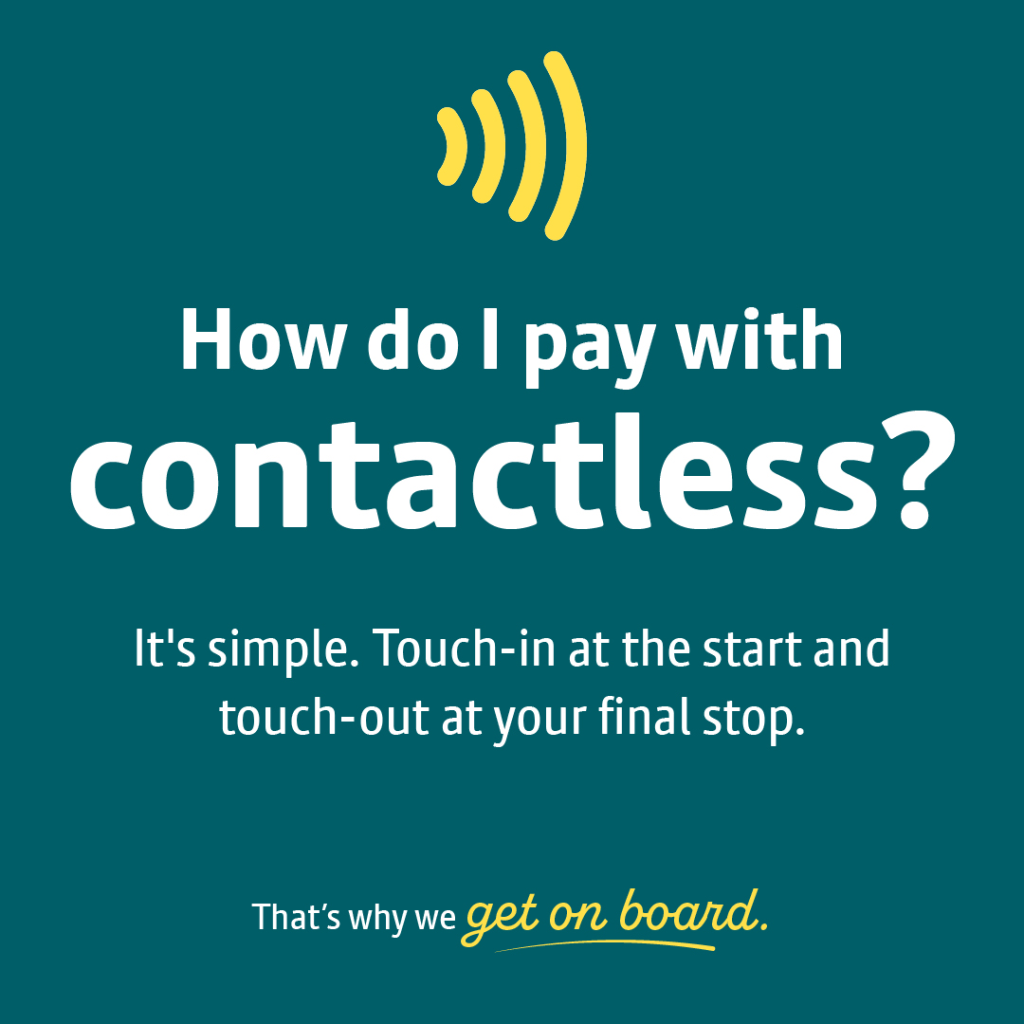 How do I pay with
contactless?
It's simple. Touch-in at the start and
touch-out at your final stop.
That’s why we get on board.